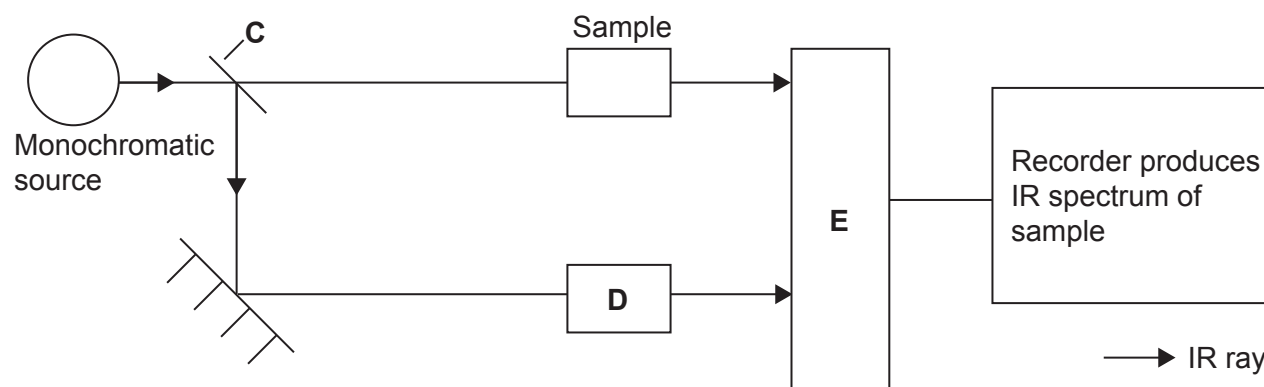 C
Sample
Monochromatic
source
Recorder produces
IR spectrum of
sample
E
D
IR ray